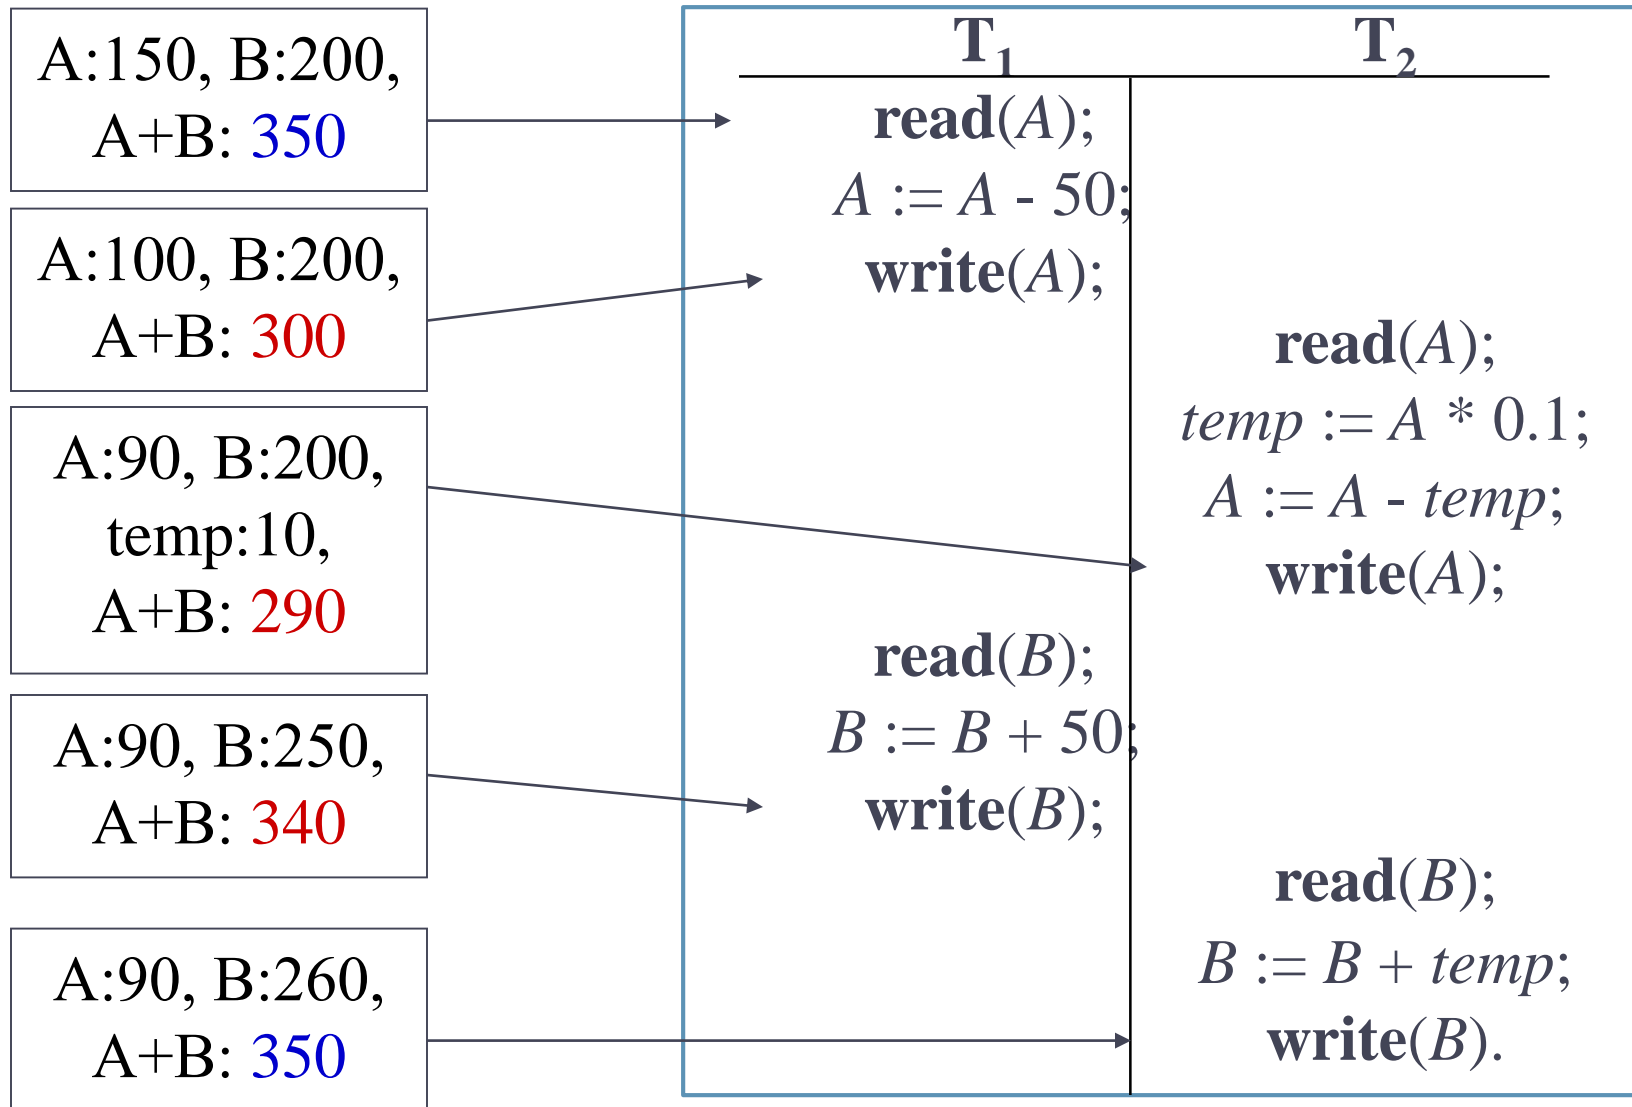 A:150, B:200,
A+B: 350
A:100, B:200,
A+B: 300
A:90, B:200,
temp:10,
A+B: 290
A:90, B:250,
A+B: 340
A:90, B:260,
A+B: 350
T₁ T₂
read(A);
A := A - 50;
write(A);
read(A);
temp := A * 0.1;
A := A - temp;
write(A);
read(B);
B := B + 50;
write(B);
read(B);
B := B + temp;
write(B).